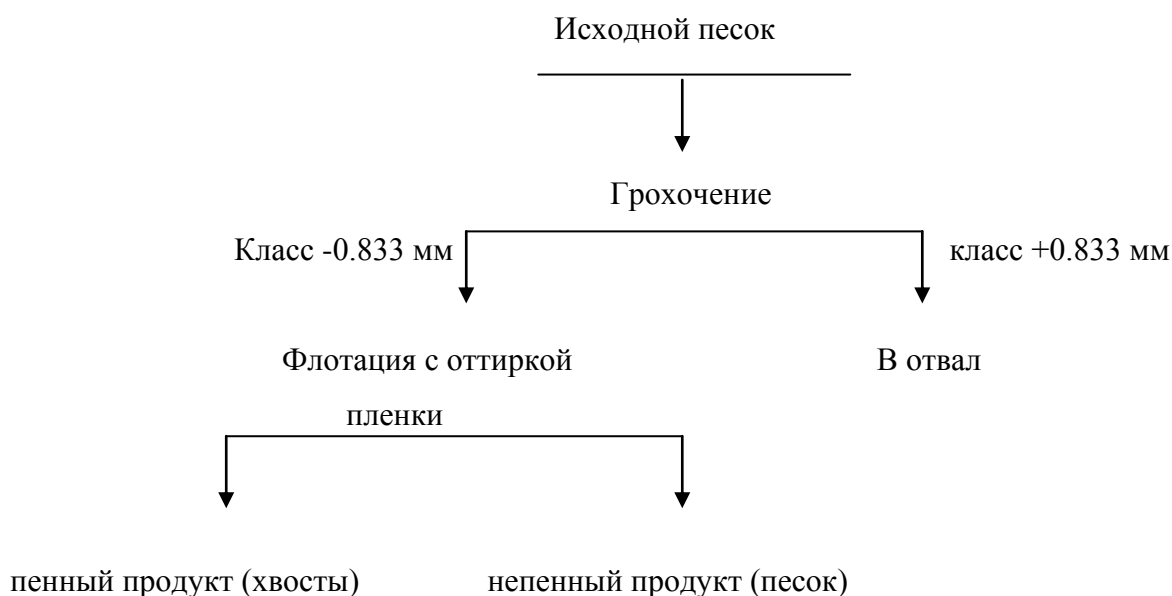 Исходной песок
Грохочение
Класс -0.833 мм
класс +0.833 мм
Флотация с оттиркой
пленки
В отвал
пенный продукт (хвосты)
непенный продукт (песок)